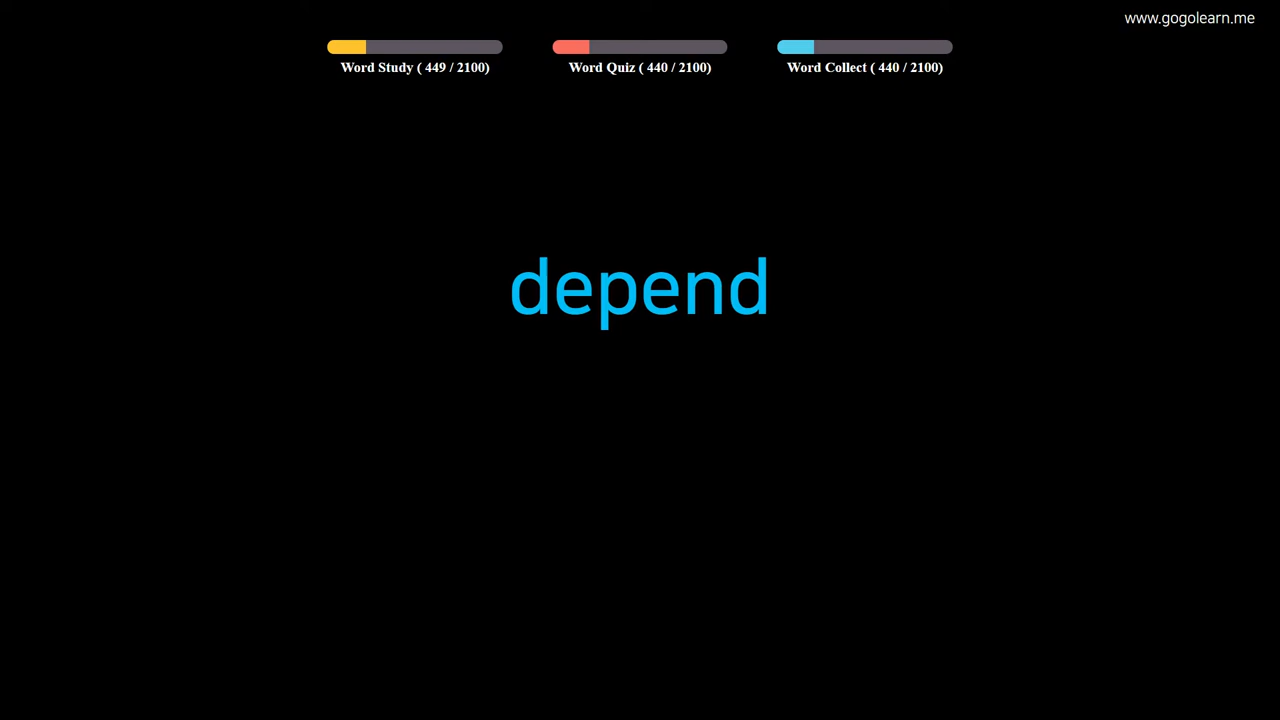 www.gogolearn.me
Word Study ( 449 / 2100)
Word Quiz ( 440 / 2100)
Word Collect ( 440 / 2100)
depend